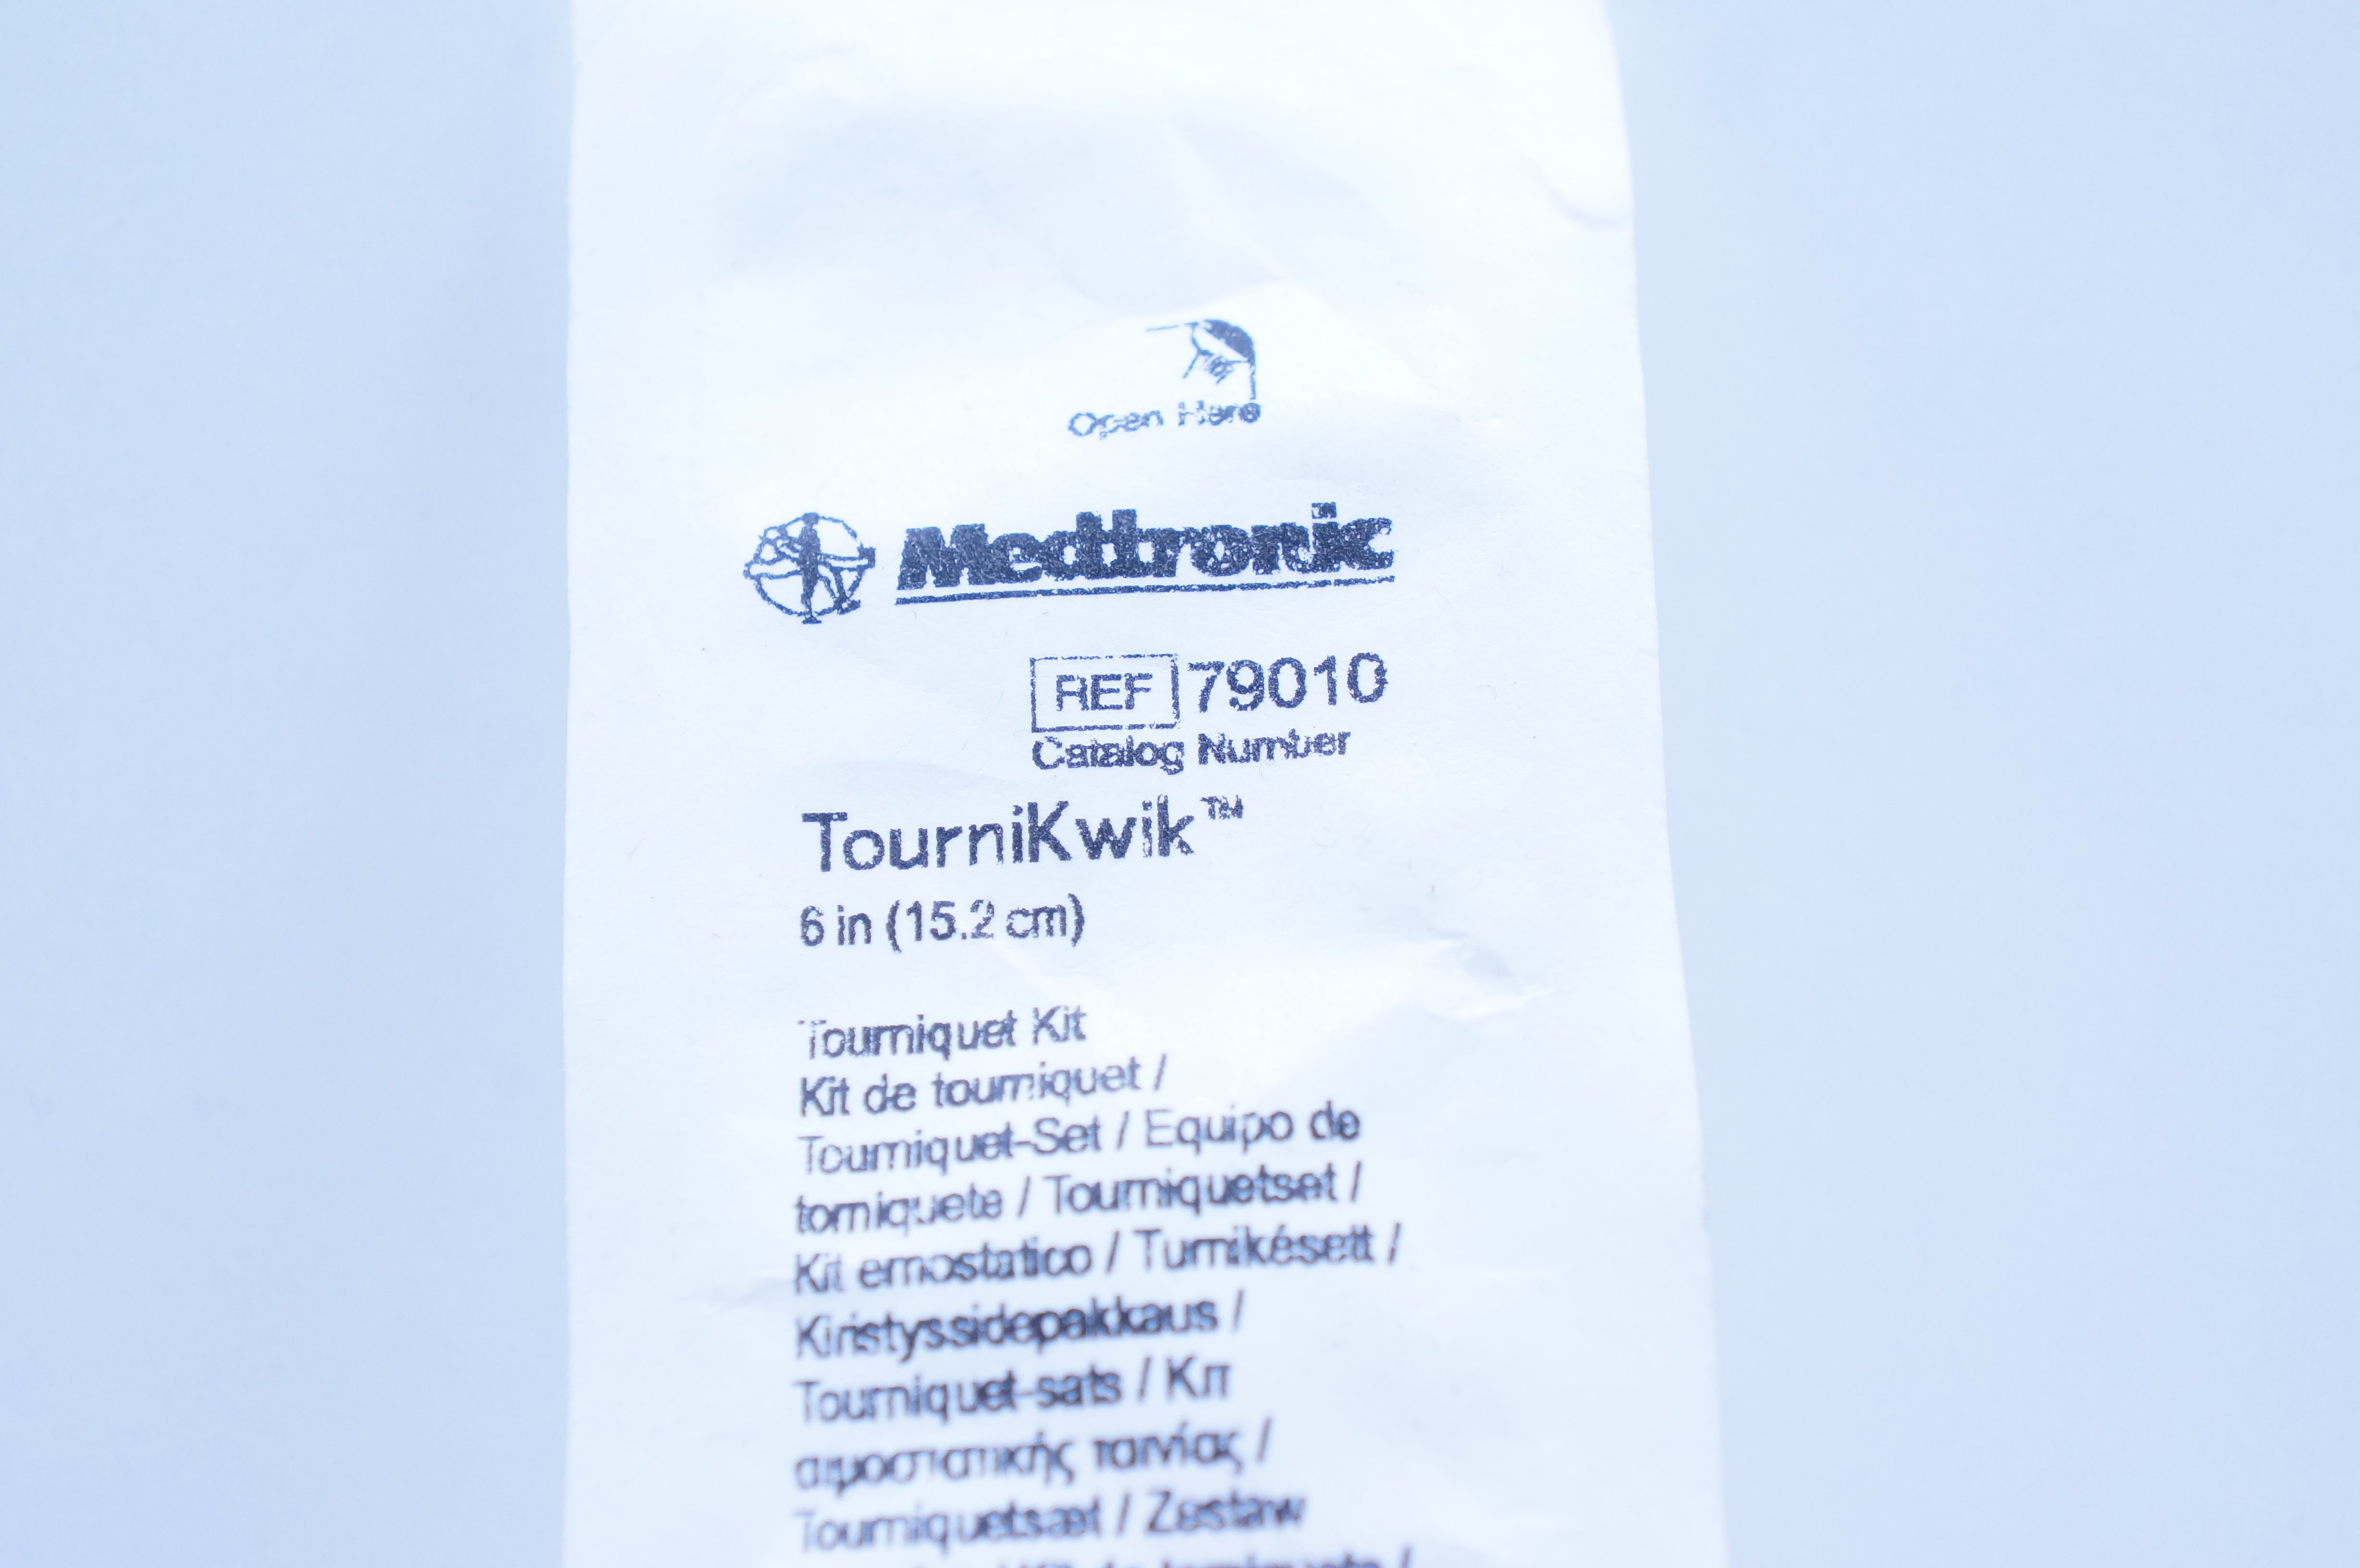 Open Here
Medtronic
REF 79010
Catalog Number
TourniKwik™
6 in (15.2 cm)
Tourniquet Kit
Kit de tourniquet /
Tourniquet-Set / Equipo de
torniquete / Tourniquetset /
Kit emostatico / Turnikésett /
Kiristyssidepakkaus /
Tourniquet-sats / Κιτ
αιμοστατικής ταινίας /
Tourniquetsæt / Zestaw